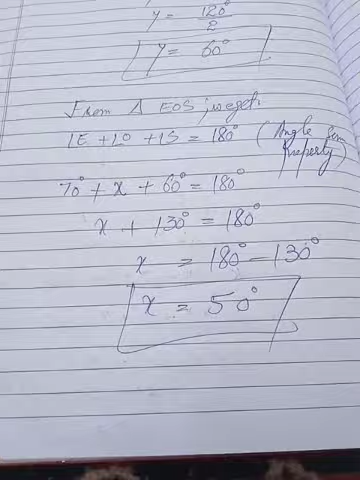 y = 120°/2
y = 60°
From Δ EOS; we get:
∠E + ∠O + ∠S = 180° (Angle Sum Property)
70° + x + 60° = 180°
x + 130° = 180°
x = 180° - 130°
x = 50°